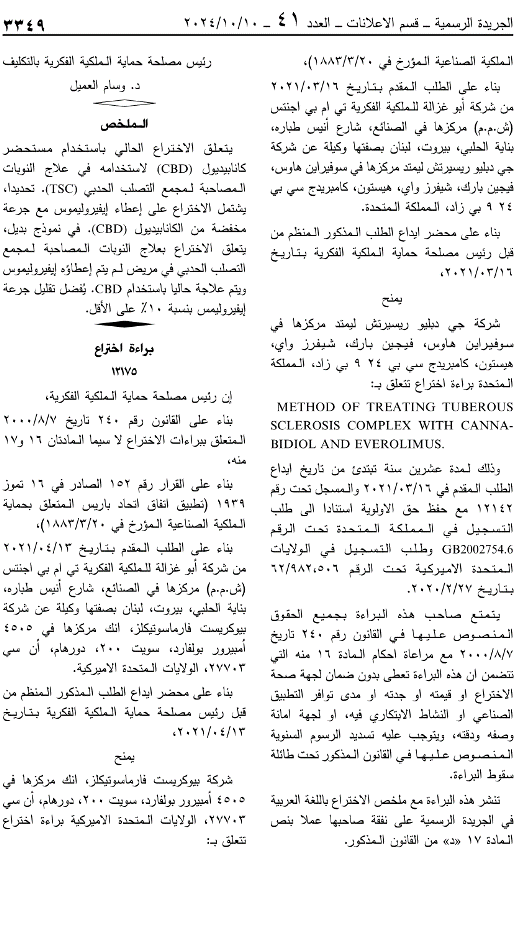 الجريدة الرسمية ـ قسم الاعلانات ـ العدد ٤١ ـ ٢٠٢٤/١٠/١٠
٣٣٤٩
الملكية الصناعية المؤرخ في ١٨٨٣/٣/٢٠)،
بناء على الطلب المقدم بتاريخ ٢٠٢١/٠٣/١٦
من شركة أبو غزالة للملكية الفكرية تي ام بي اجنتس
(ش.م.م) مركزها في الصنائع، شارع أنيس طباره،
بناية الحلبي، بيروت، لبنان بصفتها وكيلة عن شركة
جي دبليو ريسيرتش ليمتد مركزها في سوفيراين هاوس،
فيجين بارك، شيفرز واي، هيستون، كامبريدج سي بي
٢٤ ٩ بي زاد، المملكة المتحدة.
بناء على محضر ايداع الطلب المذكور المنظم من
قبل رئيس مصلحة حماية الملكية الفكرية بتاريخ
٢٠٢١/٠٣/١٦،
يمنح
شركة جي دبليو ريسيرتش ليمتد مركزها في
سوفيراين هاوس، فيجين بارك، شيفرز واي،
هيستون، كامبريدج سي بي ٢٤ ٩ بي زاد، المملكة
المتحدة براءة اختراع تتعلق بـ:
METHOD OF TREATING TUBEROUS
SCLEROSIS COMPLEX WITH CANNA-
BIDIOL AND EVEROLIMUS.
وذلك لمدة عشرين سنة تبتدئ من تاريخ ايداع
الطلب المقدم في ٢٠٢١/٠٣/١٦ والمسجل تحت رقم
١٢١٤٢ مع حفظ حق الاولوية استنادا الى طلب
التسجيل في المملكة المتحدة تحت الرقم
GB2002754.6 وطلب التسجيل في الولايات
المتحدة الاميركية تحت الرقم ٦٢/٩٨٢,٥٠٦
بتاريخ ٢٠٢٠/٢/٢٧.
يتمتع صاحب هذه البراءة بجميع الحقوق
المنصوص عليها في القانون رقم ٢٤٠ تاريخ
٢٠٠٠/٨/٧ مع مراعاة احكام المادة ١٦ منه التي
تتضمن ان هذه البراءة تعطى بدون ضمان لجهة صحة
الاختراع او قيمته او جدته او مدى توافر التطبيق
الصناعي او النشاط الابتكاري فيه، او لجهة امانة
وصفه ودقته، ويتوجب عليه تسديد الرسوم السنوية
المنصوص عليها في القانون المذكور تحت طائلة
سقوط البراءة.
تنشر هذه البراءة مع ملخص الاختراع باللغة العربية
في الجريدة الرسمية على نفقة صاحبها عملا بنص
المادة ١٧ «د» من القانون المذكور.
رئيس مصلحة حماية الملكية الفكرية بالتكليف
د. وسام العميل
الملخص
يتعلق الاختراع الحالي باستخدام مستحضر
كانابيديول (CBD) لاستخدامه في علاج النوبات
المصاحبة لمجمع التصلب الحدبي (TSC). تحديدا،
يشتمل الاختراع على إعطاء إيفيروليموس مع جرعة
مخفضة من الكانابيديول (CBD). في نموذج بديل،
يتعلق الاختراع بعلاج النوبات المصاحبة لمجمع
التصلب الحدبي في مريض لم يتم إعطاؤه إيفيروليموس
ويتم علاجة حاليا باستخدام CBD. يُفضل تقليل جرعة
إيفيروليمس بنسبة ١٠٪ على الأقل.
براءة اختراع
١٣١٧٥
إن رئيس مصلحة حماية الملكية الفكرية،
بناء على القانون رقم ٢٤٠ تاريخ ٢٠٠٠/٨/٧
المتعلق ببراءات الاختراع لا سيما المادتان ١٦ و١٧
منه،
بناء على القرار رقم ١٥٢ الصادر في ١٦ تموز
١٩٣٩ (تطبيق اتفاق اتحاد باريس المتعلق بحماية
الملكية الصناعية المؤرخ في ١٨٨٣/٣/٢٠)،
بناء على الطلب المقدم بتاريخ ٢٠٢١/٠٤/١٣
من شركة أبو غزالة للملكية الفكرية تي ام بي اجنتس
(ش.م.م) مركزها في الصنائع، شارع أنيس طباره،
بناية الحلبي، بيروت، لبنان بصفتها وكيلة عن شركة
بيوكريست فارماسوتيكلز، انك مركزها في ٤٥٠٥
أمبيرور بولفارد، سويت ٢٠٠، دورهام، أن سي
٢٧٧٠٣، الولايات المتحدة الاميركية.
بناء على محضر ايداع الطلب المذكور المنظم من
قبل رئيس مصلحة حماية الملكية الفكرية بتاريخ
٢٠٢١/٠٤/١٣،
يمنح
شركة بيوكريست فارماسوتيكلز، انك مركزها في
٤٥٠٥ أمبيرور بولفارد، سويت ٢٠٠، دورهام، أن سي
٢٧٧٠٣، الولايات المتحدة الاميركية براءة اختراع
تتعلق بـ: